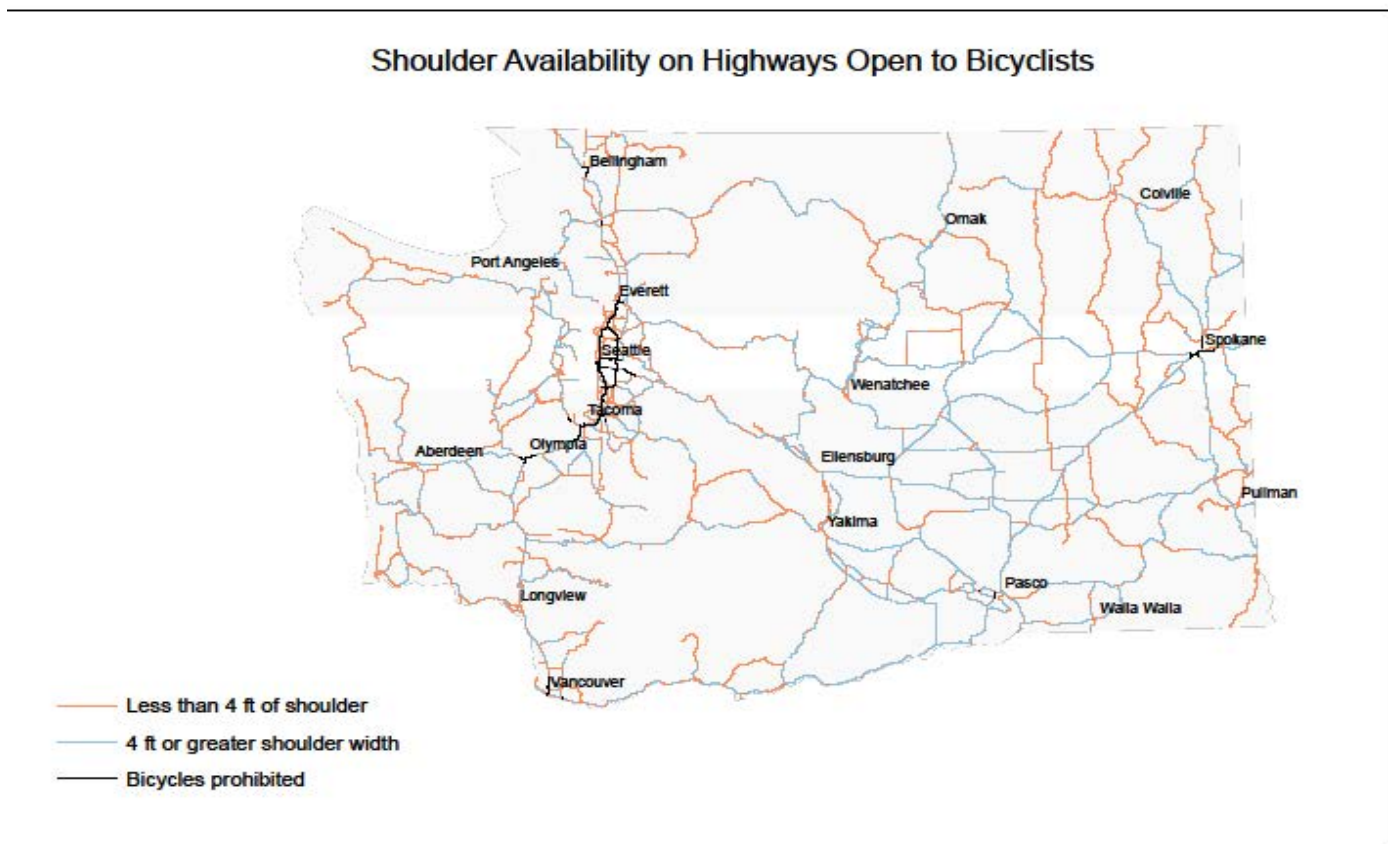 Shoulder Availability on Highways Open to Bicyclists
Bellingham
Colville
Omak
Port Angeles
Everett
Seattle
Spokane
Wenatchee
Tacoma
Olympia
Aberdeen
Ellensburg
Pullman
Yakima
Pasco
Longview
Walla Walla
Vancouver
Less than 4 ft of shoulder
4 ft or greater shoulder width
Bicycles prohibited